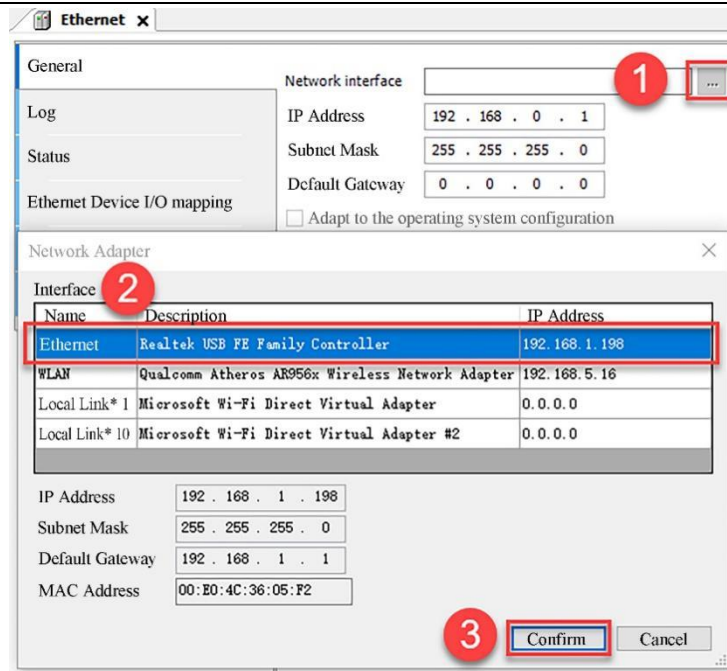 Ethernet x
General
Network interface
1
...
Log
IP Address 192 . 168 . 0 . 1
Status
Subnet Mask 255 . 255 . 255 . 0
Default Gateway 0 . 0 . 0 . 0
Ethernet Device I/O mapping
Adapt to the operating system configuration
Network Adapter
Interface
2
Name Description IP Address
Ethernet Realtek USB FE Family Controller 192.168.1.198
WLAN Qualcomm Atheros AR956x Wireless Network Adapter 192.168.5.16
Local Link* 1 Microsoft Wi-Fi Direct Virtual Adapter 0.0.0.0
Local Link* 10 Microsoft Wi-Fi Direct Virtual Adapter #2 0.0.0.0
IP Address 192 . 168 . 1 . 198
Subnet Mask 255 . 255 . 255 . 0
Default Gateway 192 . 168 . 1 . 1
MAC Address 00:E0:4C:36:05:F2
3
Confirm Cancel